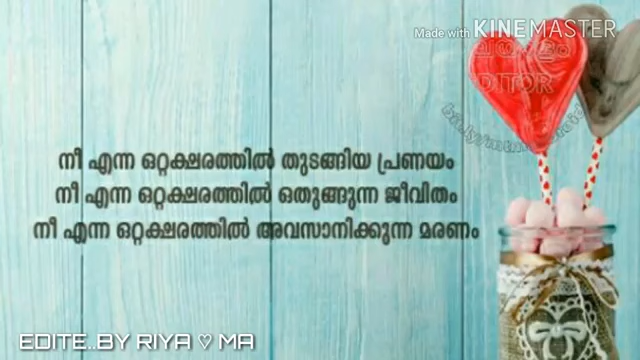 Made with KINEMASTER
EDITOR
നീ എന്ന ഒറ്റക്ഷരത്തിൽ തുടങ്ങിയ പ്രണയം
നീ എന്ന ഒറ്റക്ഷരത്തിൽ ഒതുങ്ങുന്ന ജീവിതം
നീ എന്ന ഒറ്റക്ഷരത്തിൽ അവസാനിക്കുന്ന മരണം
EDITE..BY RIYA ♡ MA